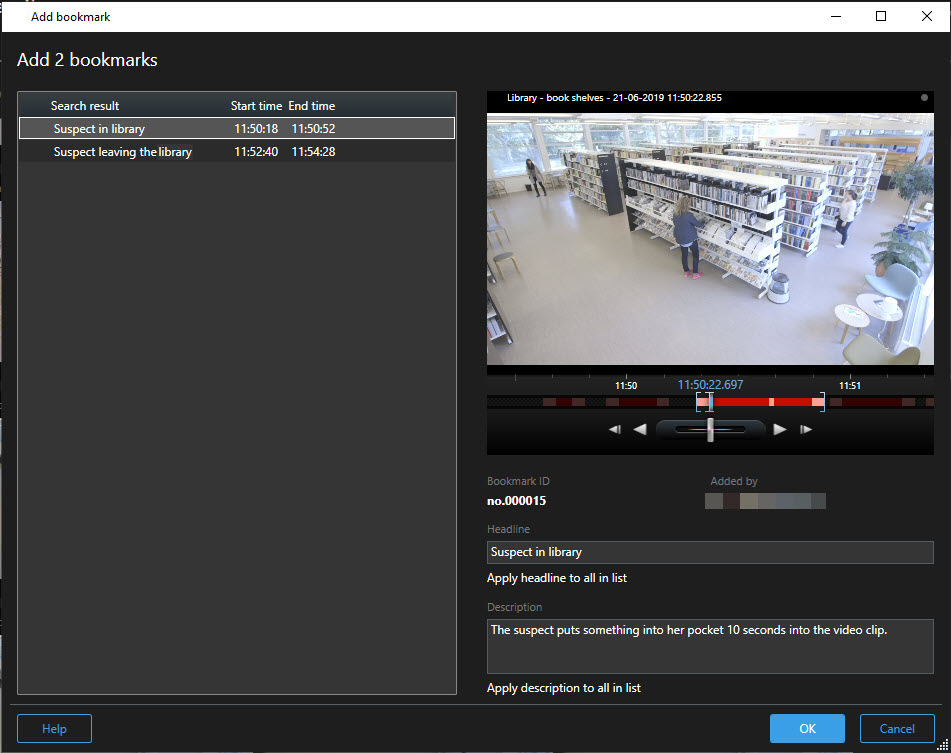 Add bookmark
Add 2 bookmarks
Search result Start time End time
Suspect in library 11:50:18 11:50:52
Suspect leaving the library 11:52:40 11:54:28
Library - book shelves - 21-06-2019 11:50:22.855
11:50 11:50:22.697 11:51
Bookmark ID Added by
no.000015
Headline
Suspect in library
Apply headline to all in list
Description
The suspect puts something into her pocket 10 seconds into the video clip.
Apply description to all in list
Help OK Cancel